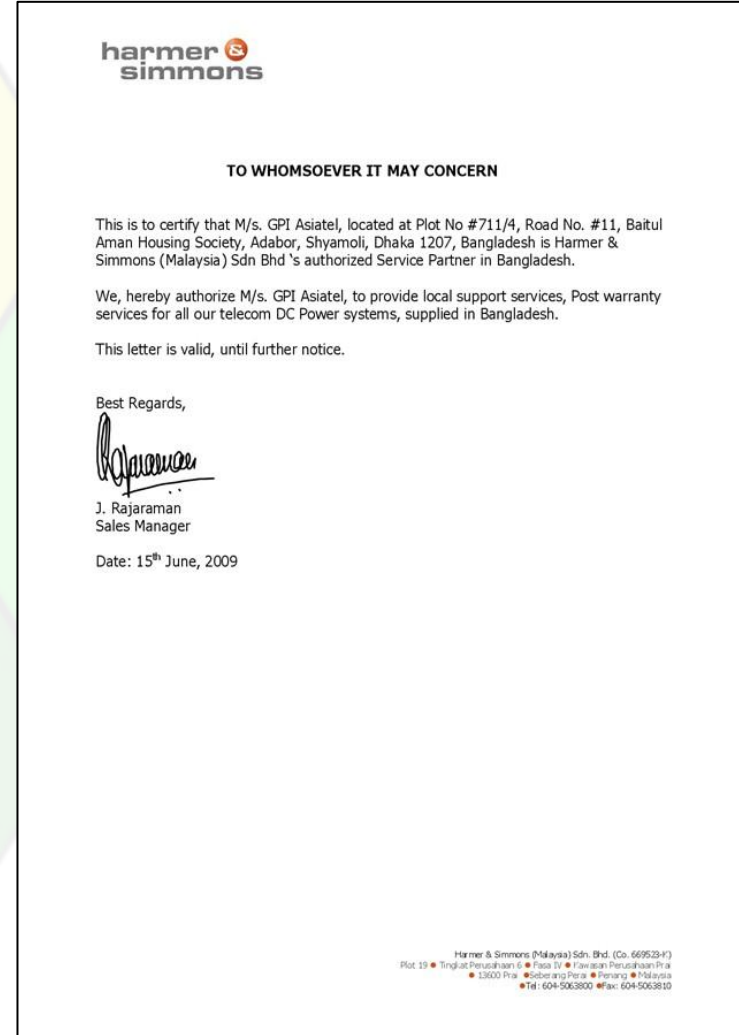 harmer &
simmons
TO WHOMSOEVER IT MAY CONCERN
This is to certify that M/s. GPI Asiatel, located at Plot No #711/4, Road No. #11, Baitul
Aman Housing Society, Adabor, Shyamoli, Dhaka 1207, Bangladesh is Harmer &
Simmons (Malaysia) Sdn Bhd 's authorized Service Partner in Bangladesh.
We, hereby authorize M/s. GPI Asiatel, to provide local support services, Post warranty
services for all our telecom DC Power systems, supplied in Bangladesh.
This letter is valid, until further notice.
Best Regards,
Rajaraman
J. Rajaraman
Sales Manager
Date: 15th June, 2009
Harmer & Simmons (Malaysia) Sdn. Bhd. (Co. 669523-K)
Plot 19 ● Tingkat Perusahaan 6 ● Fasa IV ● Kawasan Perusahaan Prai
● 13600 Prai ●Seberang Perai ● Penang ● Malaysia
●Tel: 604-5063800 ●Fax: 604-5063810